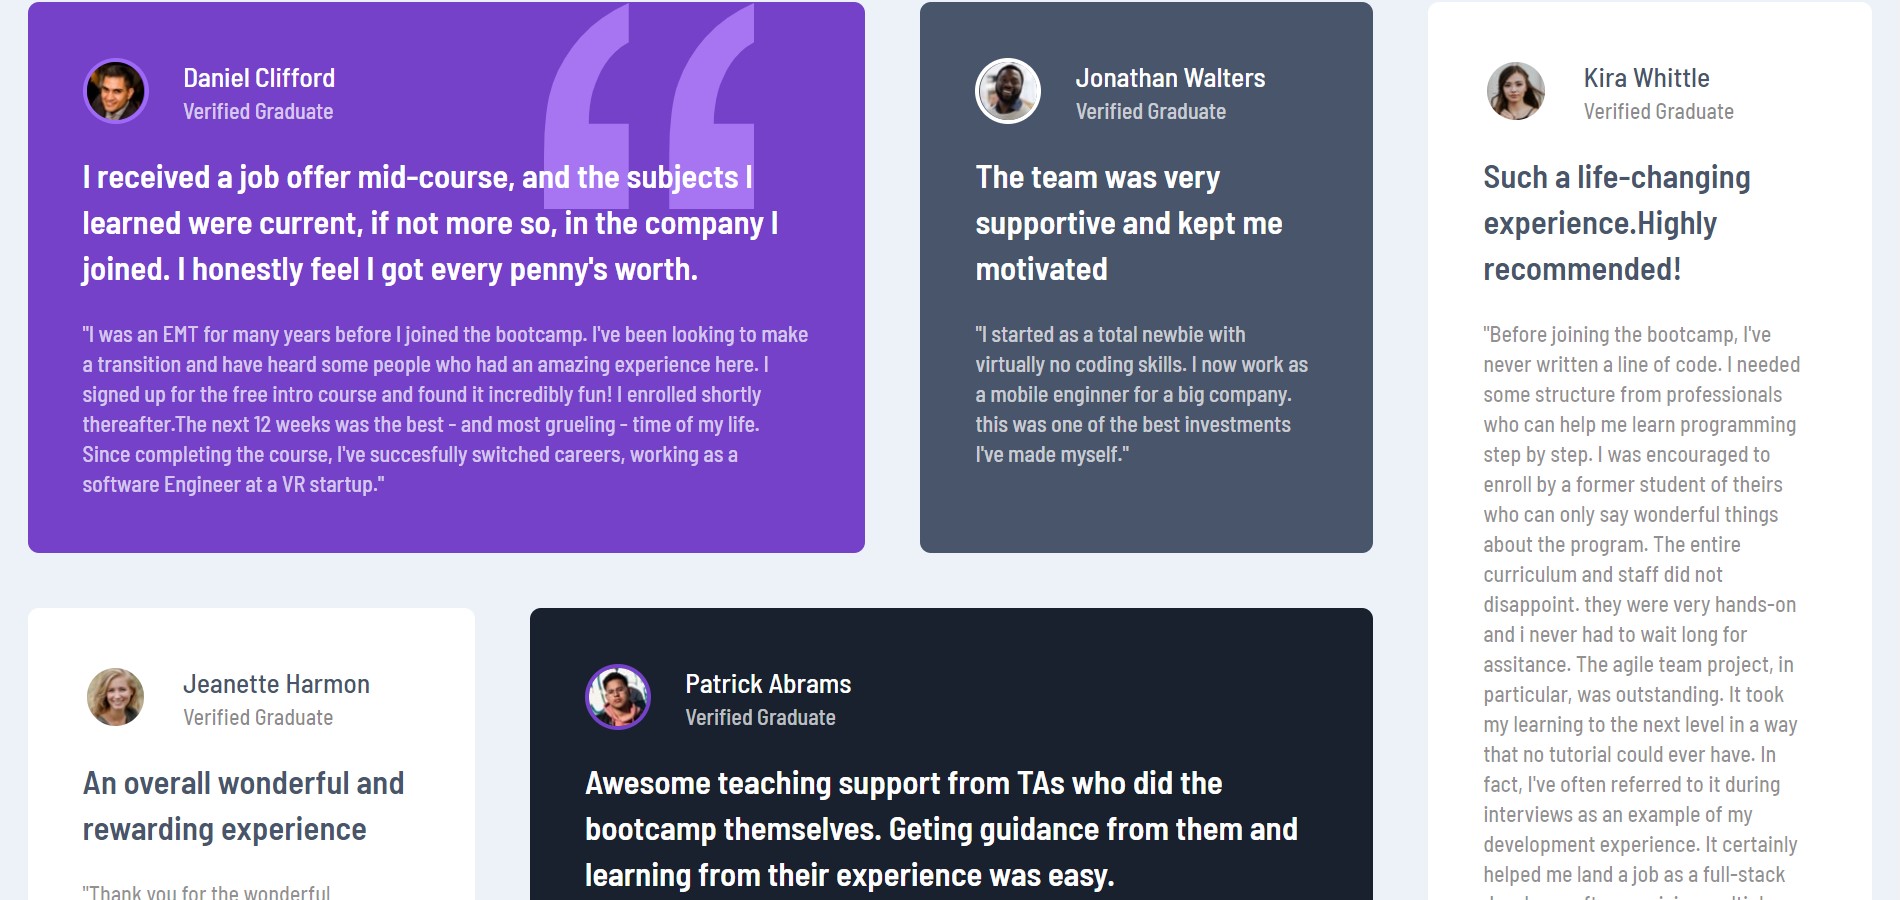 Daniel Clifford
Verified Graduate
I received a job offer mid-course, and the subjects I
learned were current, if not more so, in the company I
joined. I honestly feel I got every penny's worth.
"I was an EMT for many years before I joined the bootcamp. I've been looking to make
a transition and have heard some people who had an amazing experience here. I
signed up for the free intro course and found it incredibly fun! I enrolled shortly
thereafter.The next 12 weeks was the best - and most grueling - time of my life.
Since completing the course, I've succesfully switched careers, working as a
software Engineer at a VR startup."
Jonathan Walters
Verified Graduate
The team was very
supportive and kept me
motivated
"I started as a total newbie with
virtually no coding skills. I now work as
a mobile enginner for a big company.
this was one of the best investments
I've made myself."
Kira Whittle
Verified Graduate
Such a life-changing
experience.Highly
recommended!
"Before joining the bootcamp, I've
never written a line of code. I needed
some structure from professionals
who can help me learn programming
step by step. I was encouraged to
enroll by a former student of theirs
who can only say wonderful things
about the program. The entire
curriculum and staff did not
disappoint. they were very hands-on
and i never had to wait long for
assitance. The agile team project, in
particular, was outstanding. It took
my learning to the next level in a way
that no tutorial could ever have. In
fact, I've often referred to it during
interviews as an example of my
development experience. It certainly
helped me land a job as a full-stack
Jeanette Harmon
Verified Graduate
An overall wonderful and
rewarding experience
"Thank you for the wonderful
Patrick Abrams
Verified Graduate
Awesome teaching support from TAs who did the
bootcamp themselves. Geting guidance from them and
learning from their experience was easy.